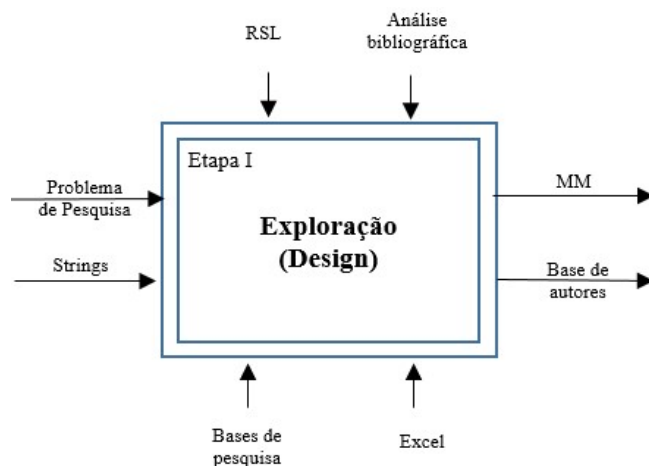 RSL
Análise
bibliográfica
Etapa I
Problema
de Pesquisa
Strings
Exploração
(Design)
MM
Base de
autores
Bases de
pesquisa
Excel